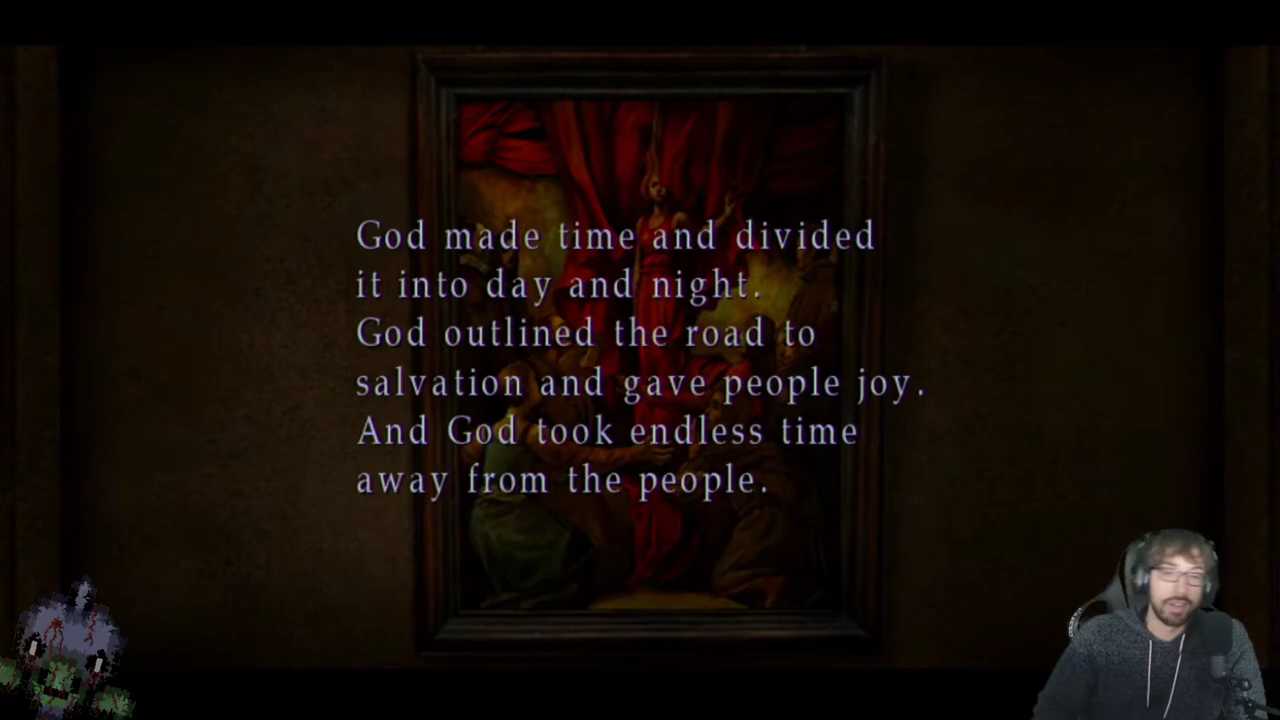 God made time and divided
it into day and night.
God outlined the road to
salvation and gave people joy.
And God took endless time
away from the people.